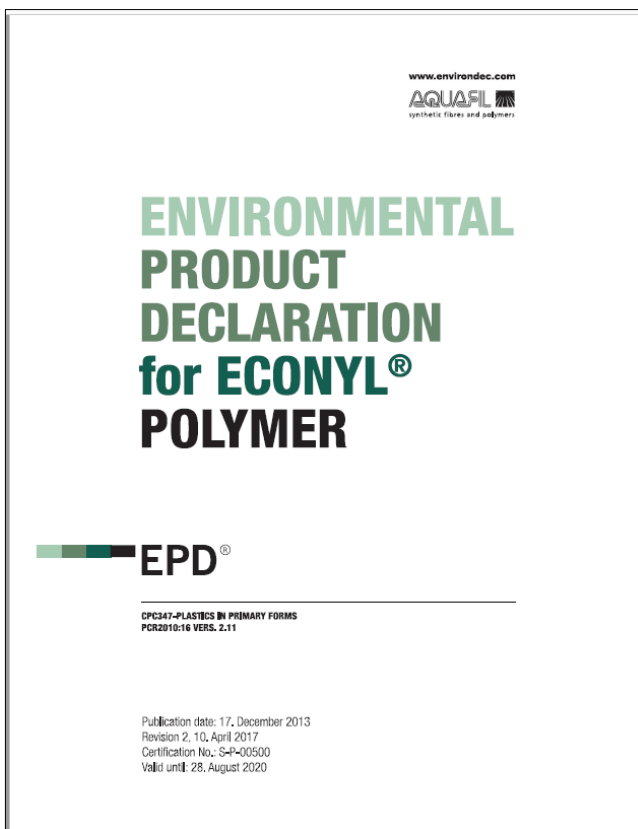 www.environdec.com
AQUAFIL
synthetic fibres and polymers
ENVIRONMENTAL
PRODUCT
DECLARATION
for ECONYL®
POLYMER
EPD®
CPC347-PLASTICS IN PRIMARY FORMS
PCR2010:16 VERS. 2.11
Publication date: 17. December 2013
Revision 2, 10. April 2017
Certification No.: S-P-00500
Valid until: 28. August 2020